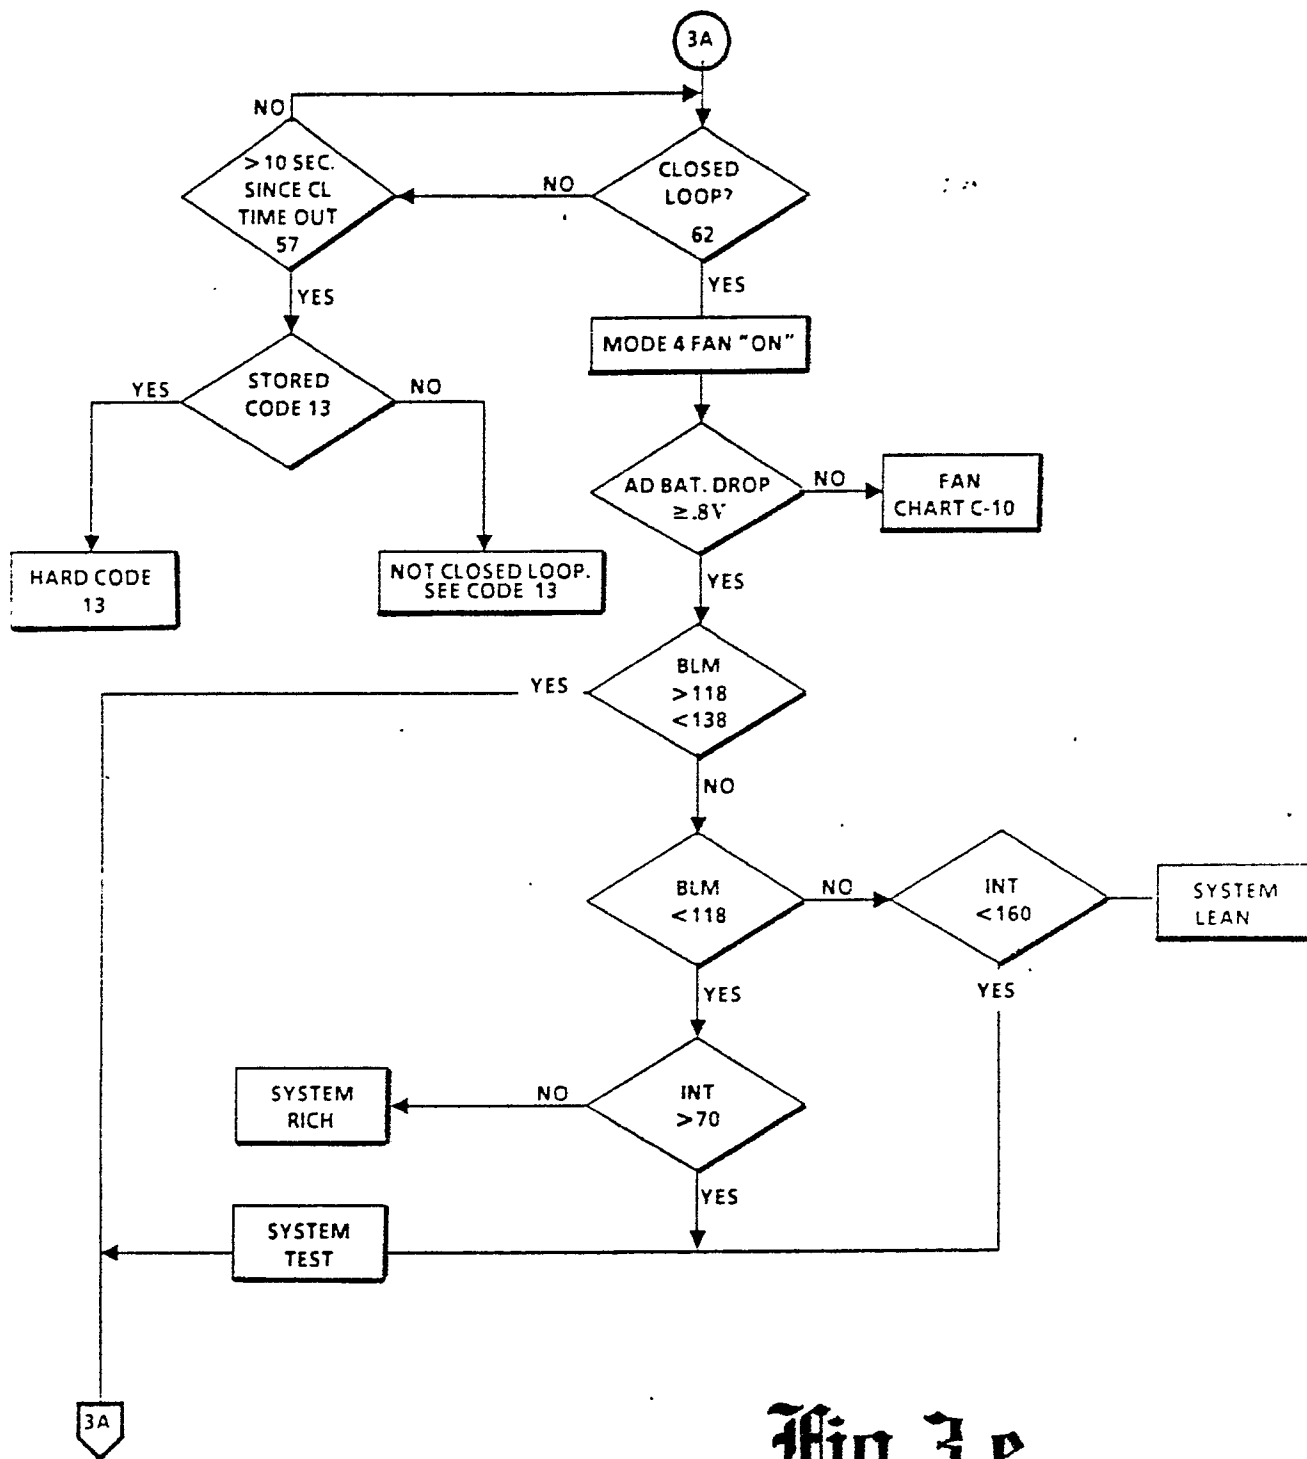 3A
NO
> 10 SEC.
SINCE CL
TIME OUT
57
NO
CLOSED
LOOP?
62
YES
YES
MODE 4 FAN "ON"
YES
STORED
CODE 13
NO
AD BAT. DROP
≥.8V
NO
FAN
CHART C-10
HARD CODE
13
NOT CLOSED LOOP.
SEE CODE 13
YES
YES
BLM
>118
<138
NO
BLM
<118
NO
INT
<160
SYSTEM
LEAN
YES
YES
SYSTEM
RICH
NO
INT
>70
YES
SYSTEM
TEST
3A
Fig 3e